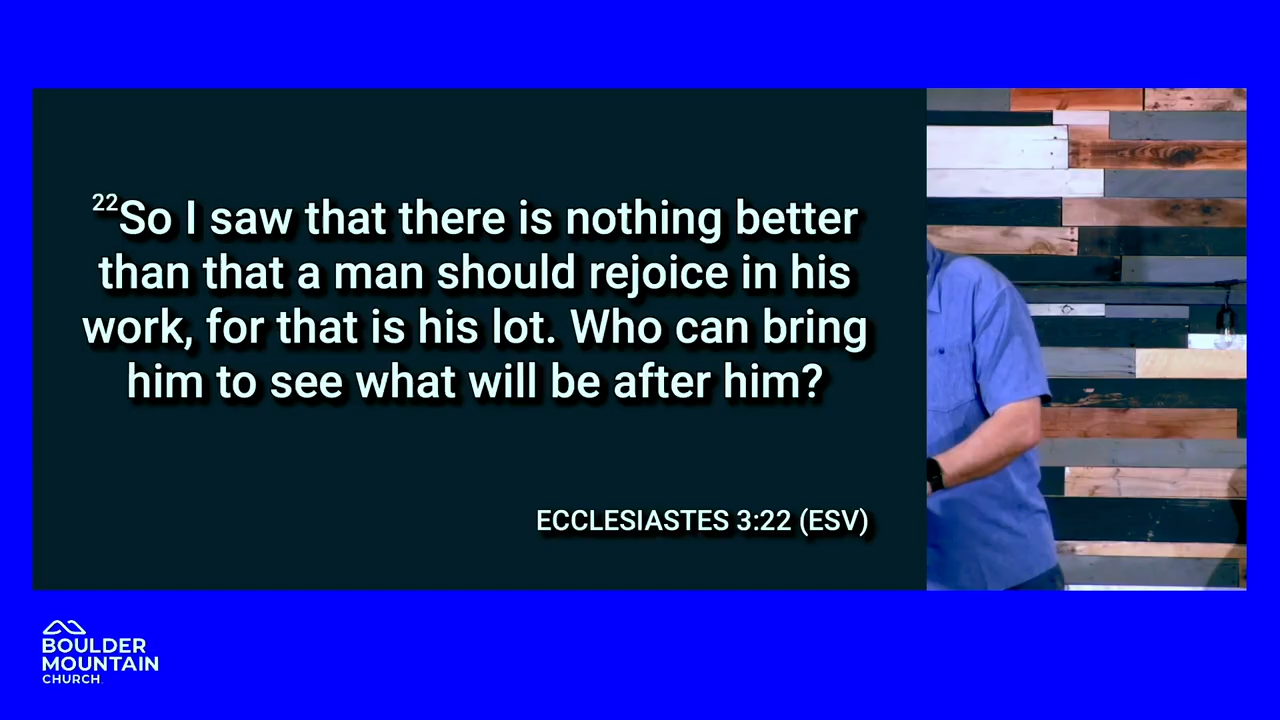 22So I saw that there is nothing better
than that a man should rejoice in his
work, for that is his lot. Who can bring
him to see what will be after him?
ECCLESIASTES 3:22 (ESV)
BOULDER
MOUNTAIN
CHURCH